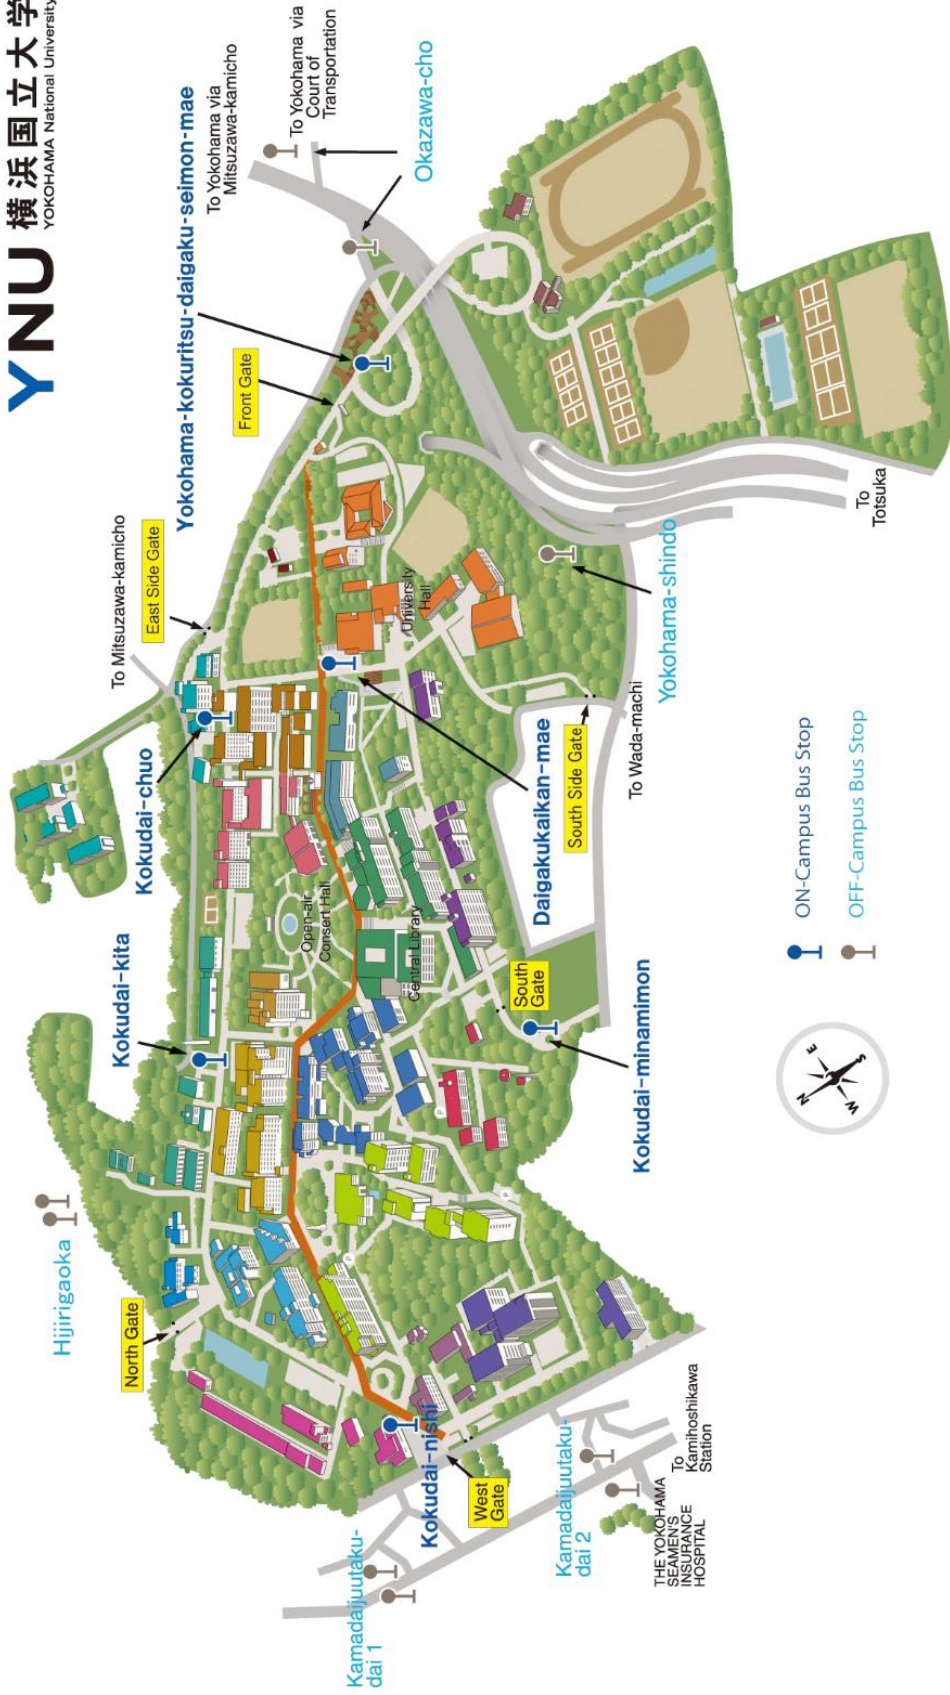 YNU 横浜国立大学
YOKOHAMA National University
To Yokohama via
Mitsuzawa-kamicho
To Yokohama via
Court of
Transportation
Okazawa-cho
Yokohama-kokuritsu-daigaku-seimon-mae
Front Gate
To Mitsuzawa-kamicho
East Side Gate
Kokudai-chuo
Kokudai-kita
Hijirigaoka
North Gate
University
Hall
Open-air
Consert Hall
Central Library
To
Totsuka
Yokohama-shindo
To Wada-machi
South Side Gate
Daigakukaikan-mae
South
Gate
Kokudai-minamimon
P
P
P
Kokudai-nishi
West
Gate
Kamadaijuutaku-
dai 1
Kamadaijuutaku-
dai 2
THE YOKOHAMA
SEAMEN'S
INSURANCE
HOSPITAL
To
Kamihoshikawa
Station
ON-Campus Bus Stop
OFF-Campus Bus Stop
N
E
S
W